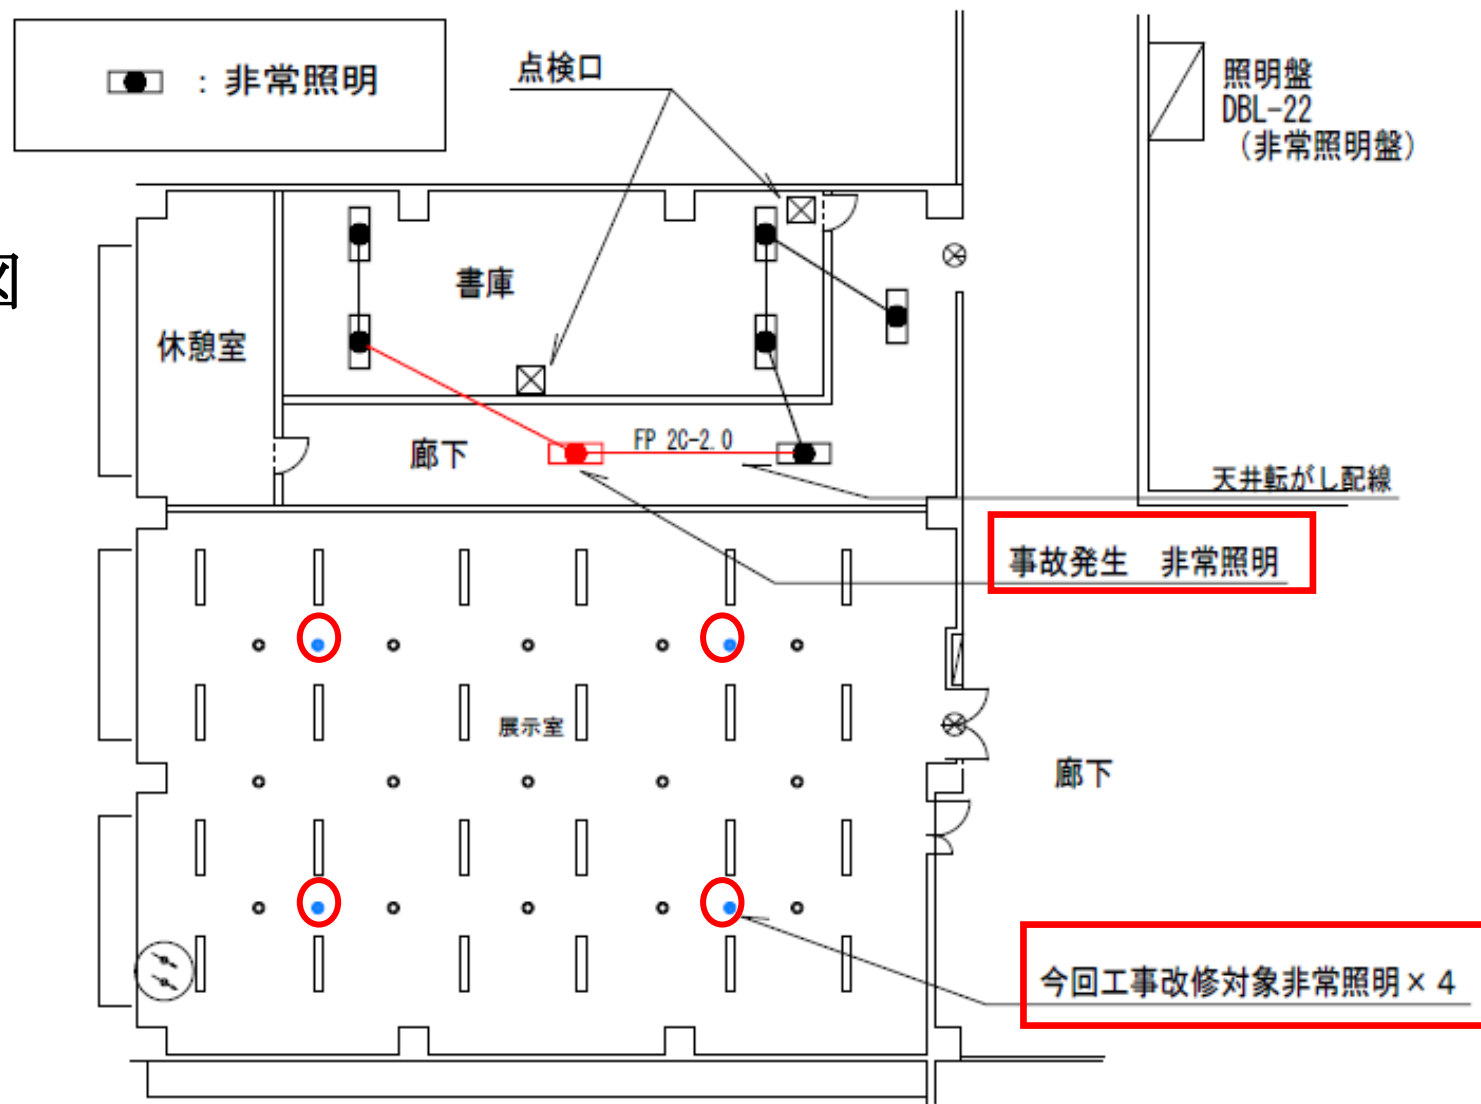 ：非常照明
点検口
照明盤
DBL-22
（非常照明盤）
図
書庫
休憩室
廊下
FP 2C-2.0
天井転がし配線
事故発生　非常照明
展示室
廊下
今回工事改修対象非常照明×４